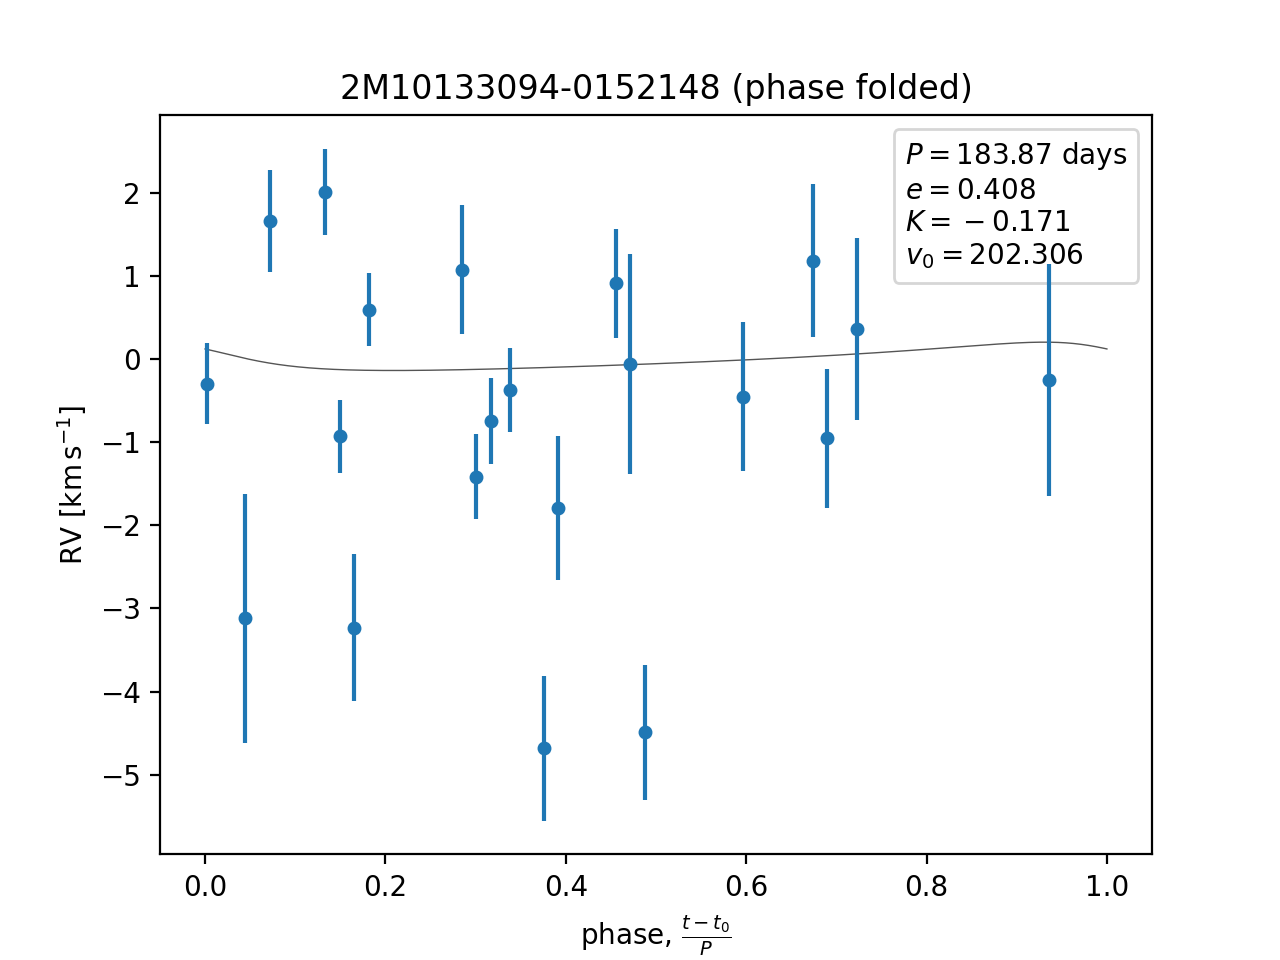 2M10133094-0152148 (phase folded)
P = 183.87 days
e = 0.408
K = −0.171
v₀ = 202.306
2
1
0
−1
−2
−3
−4
−5
RV [km s⁻¹]
0.0 0.2 0.4 0.6 0.8 1.0
phase, (t − t₀)/P